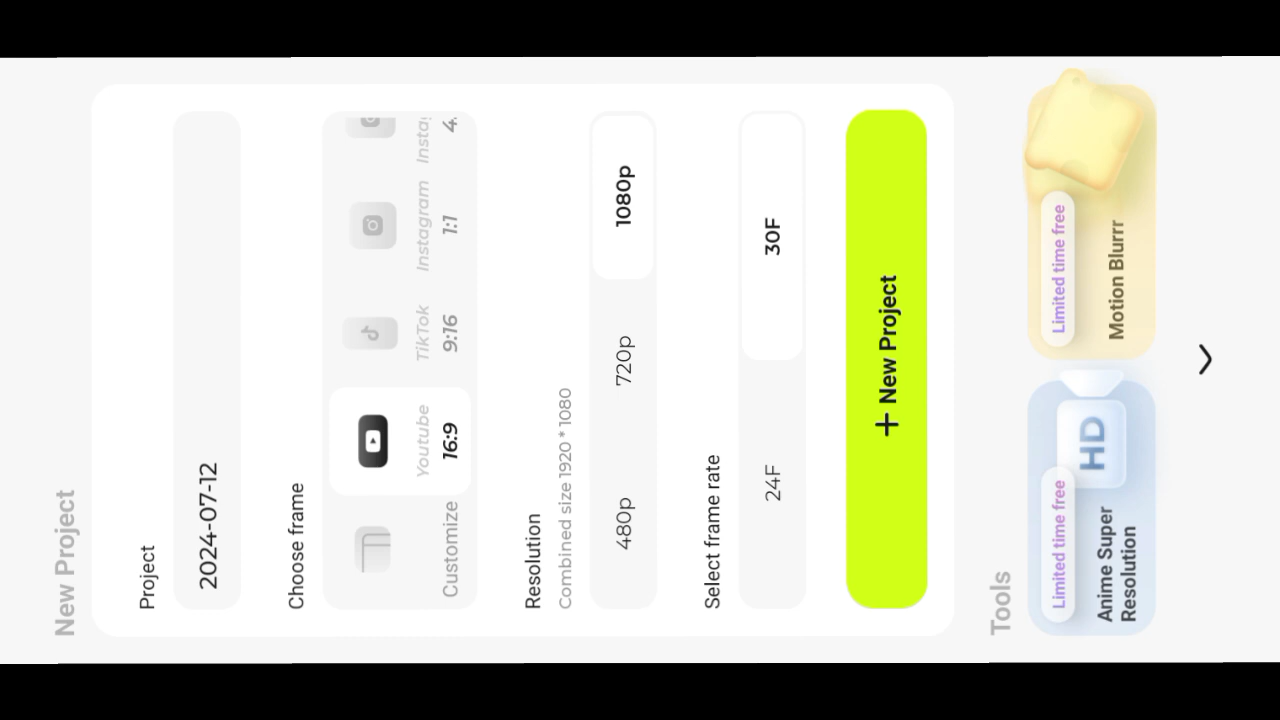 New Project
Project
2024-07-12
Choose frame
Customize
Youtube
16:9
TikTok
9:16
Instagram
1:1
Resolution
Combined size 1920 * 1080
480p
720p
1080p
Select frame rate
24F
30F
+ New Project
Tools
Limited time free
HD
Anime Super
Resolution
Limited time free
Motion Blurrr